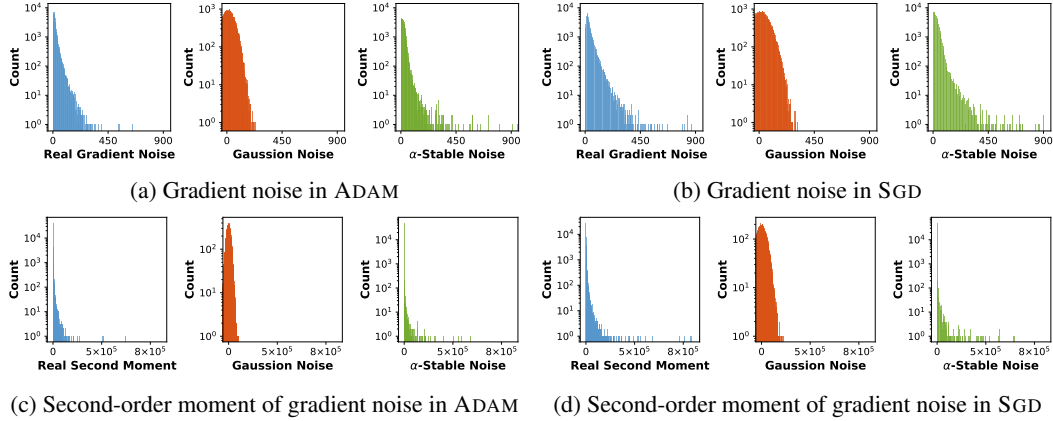 10⁴
10³
10²
10¹
10⁰
Count
0 450 900
Real Gradient Noise
10³
10²
10¹
10⁰
Count
0 450 900
Gaussion Noise
10⁴
10³
10²
10¹
10⁰
Count
0 450 900
α-Stable Noise
(a) Gradient noise in ADAM
10⁴
10³
10²
10¹
10⁰
Count
0 450 900
Real Gradient Noise
10³
10²
10¹
10⁰
Count
0 450 900
Gaussion Noise
10⁴
10³
10²
10¹
10⁰
Count
0 450 900
α-Stable Noise
(b) Gradient noise in SGD
10⁴
10³
10²
10¹
10⁰
Count
0 5×10⁵ 8×10⁵
Real Second Moment
10²
10¹
10⁰
Count
0 5×10⁵ 8×10⁵
Gaussion Noise
10⁴
10³
10²
10¹
10⁰
Count
0 5×10⁵ 8×10⁵
α-Stable Noise
(c) Second-order moment of gradient noise in ADAM
10⁴
10³
10²
10¹
10⁰
Count
0 5×10⁵ 8×10⁵
Real Second Moment
10²
10¹
10⁰
Count
0 5×10⁵ 8×10⁵
Gaussion Noise
10⁴
10³
10²
10¹
10⁰
Count
0 5×10⁵ 8×10⁵
α-Stable Noise
(d) Second-order moment of gradient noise in SGD